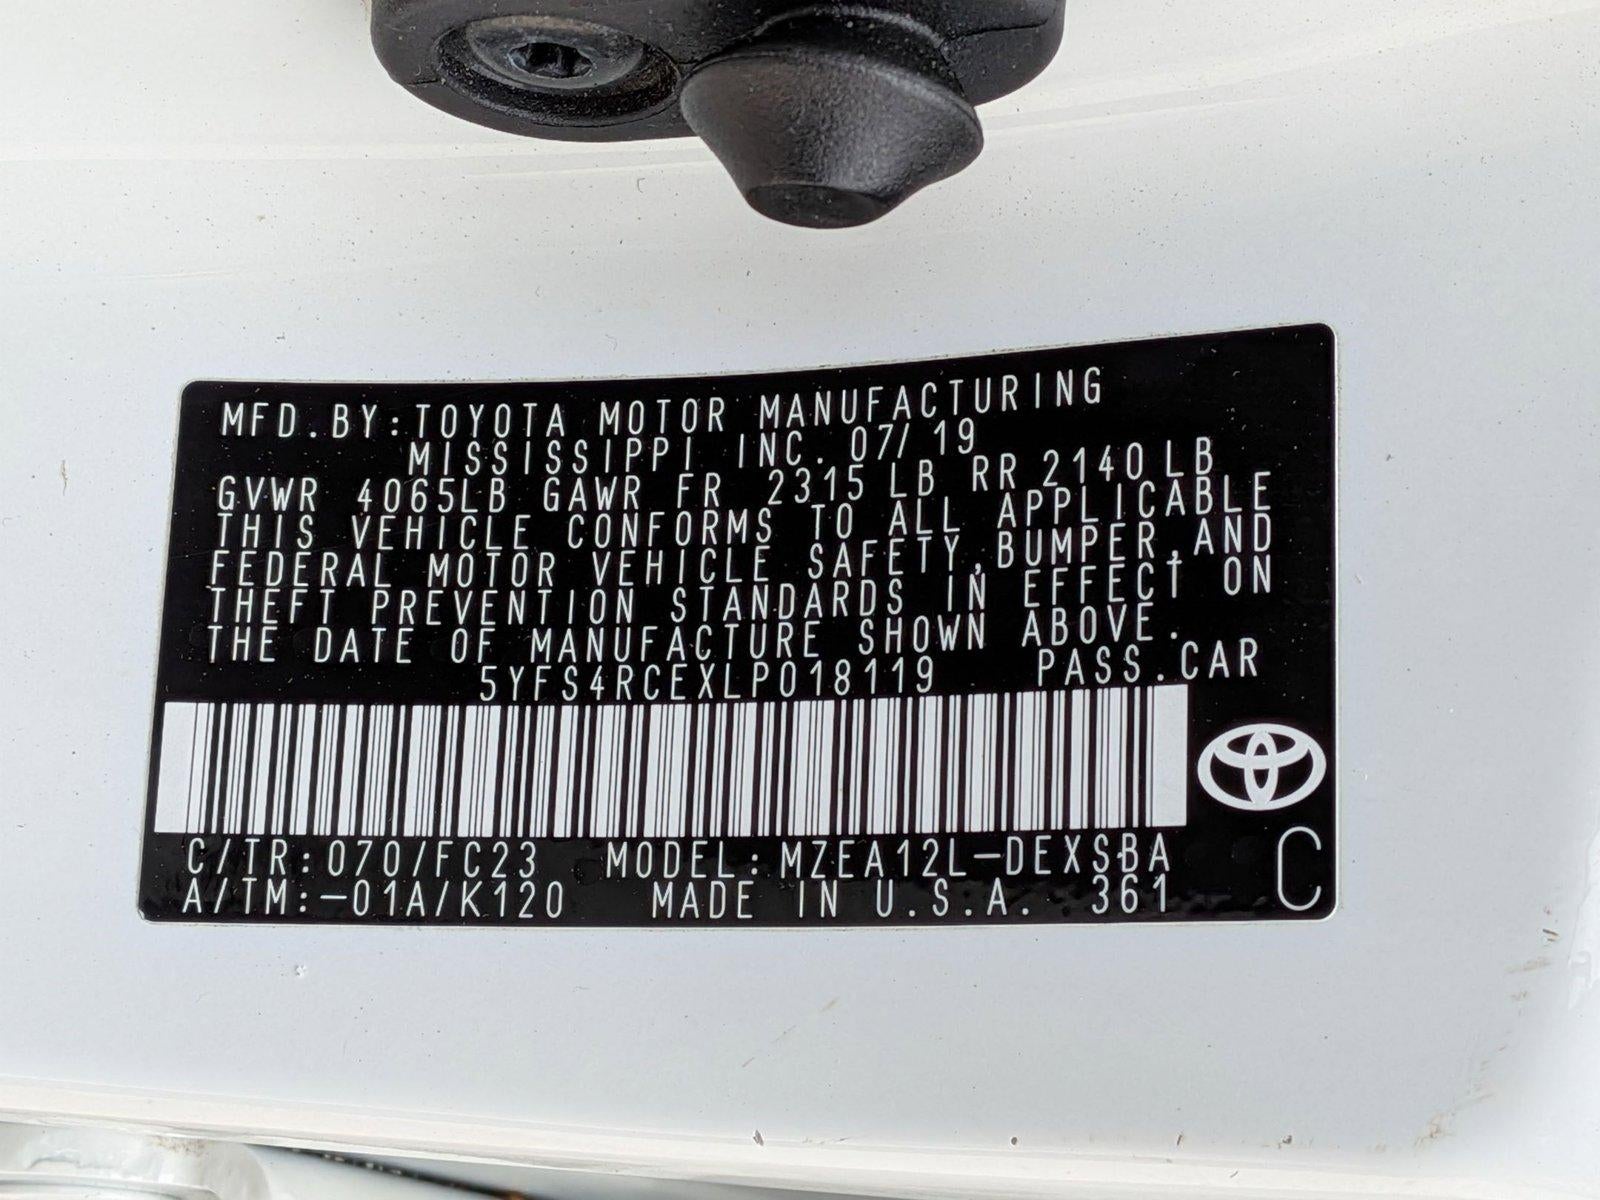 MFD.BY:TOYOTA MOTOR MANUFACTURING
MISSISSIPPI INC. 07/19
GVWR 4065LB GAWR FR 2315LB RR 2140LB
THIS VEHICLE CONFORMS TO ALL APPLICABLE
FEDERAL MOTOR VEHICLE SAFETY,BUMPER,AND
THEFT PREVENTION STANDARDS IN EFFECT ON
THE DATE OF MANUFACTURE SHOWN ABOVE.
5YFS4RCEXLP018119 PASS.CAR
C/TR:070/FC23 MODEL:MZEA12L-DEXSBA
A/TM:-01A/K120 MADE IN U.S.A. 361
C